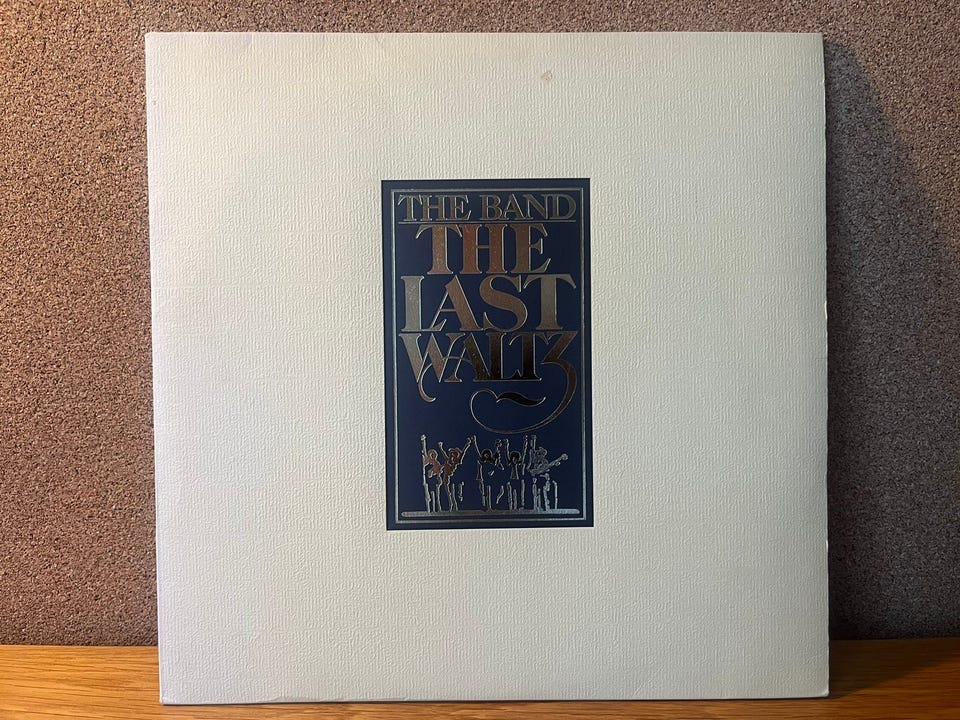 THE BAND
THE
LAST
WALTZ